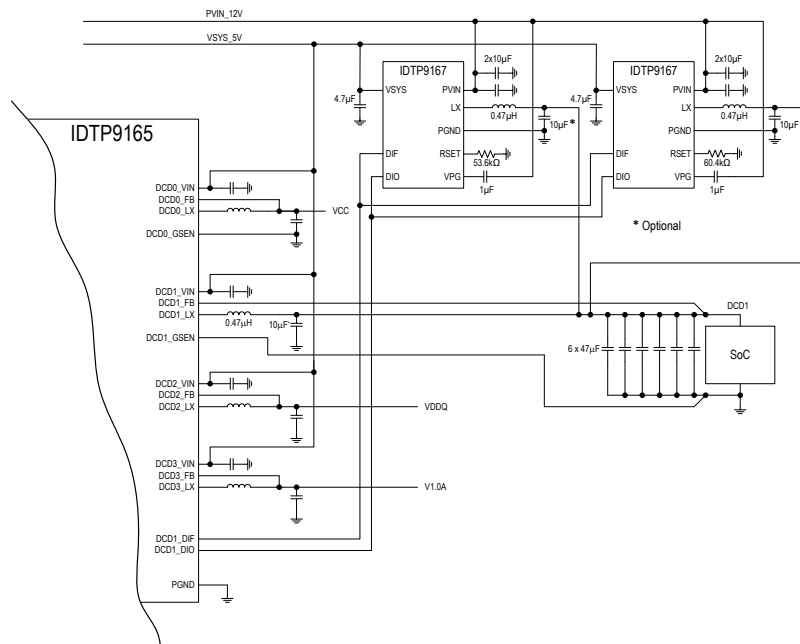 PVIN_12V
VSYS_5V
IDTP9167
VSYS
PVIN
LX
PGND
DIF
RSET
DIO
VPG
4.7µF
2x10µF
0.47µH
10µF *
53.6kΩ
1µF
IDTP9167
VSYS
PVIN
LX
PGND
DIF
RSET
DIO
VPG
4.7µF
2x10µF
0.47µH
10µF
60.4kΩ
1µF
* Optional
IDTP9165
DCD0_VIN
DCD0_FB
DCD0_LX
VCC
DCD0_GSEN
DCD1_VIN
DCD1_FB
DCD1_LX
0.47µH
10µF*
DCD1_GSEN
DCD1
6 x 47µF
SoC
DCD2_VIN
DCD2_FB
DCD2_LX
VDDQ
DCD3_VIN
DCD3_FB
DCD3_LX
V1.0A
DCD1_DIF
DCD1_DIO
PGND